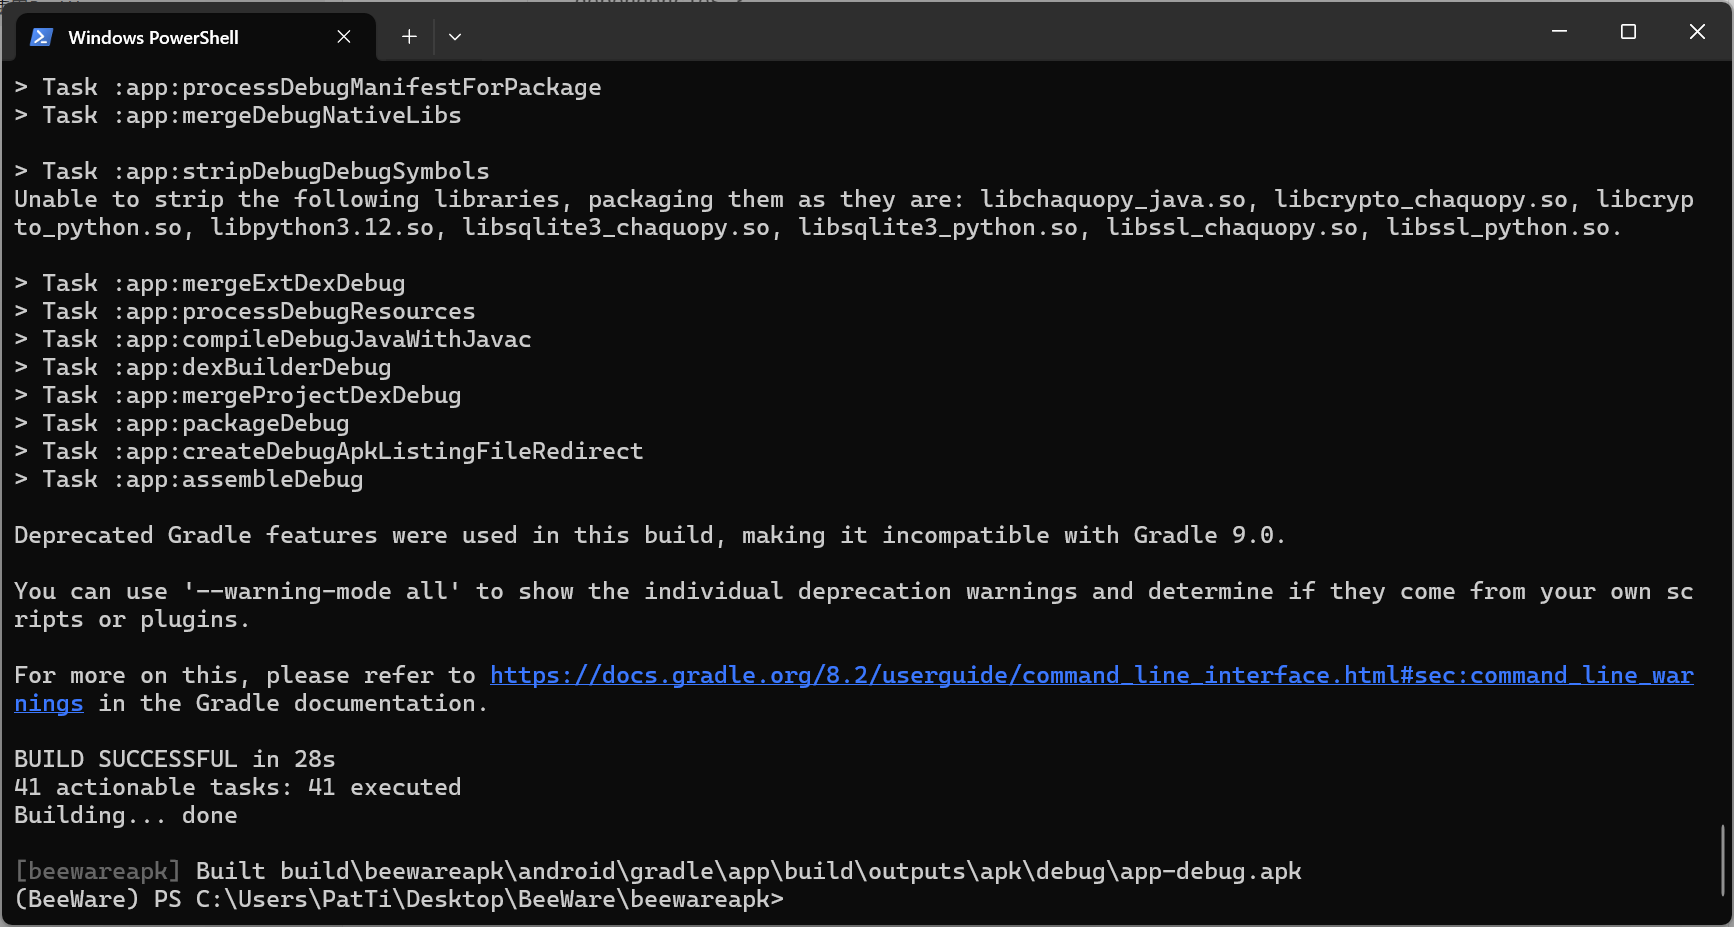 Windows PowerShell
> Task :app:processDebugManifestForPackage
> Task :app:mergeDebugNativeLibs
> Task :app:stripDebugDebugSymbols
Unable to strip the following libraries, packaging them as they are: libchaquopy_java.so, libcrypto_chaquopy.so, libcryp
to_python.so, libpython3.12.so, libsqlite3_chaquopy.so, libsqlite3_python.so, libssl_chaquopy.so, libssl_python.so.
> Task :app:mergeExtDexDebug
> Task :app:processDebugResources
> Task :app:compileDebugJavaWithJavac
> Task :app:dexBuilderDebug
> Task :app:mergeProjectDexDebug
> Task :app:packageDebug
> Task :app:createDebugApkListingFileRedirect
> Task :app:assembleDebug
Deprecated Gradle features were used in this build, making it incompatible with Gradle 9.0.
You can use '--warning-mode all' to show the individual deprecation warnings and determine if they come from your own sc
ripts or plugins.
For more on this, please refer to https://docs.gradle.org/8.2/userguide/command_line_interface.html#sec:command_line_war
nings in the Gradle documentation.
BUILD SUCCESSFUL in 28s
41 actionable tasks: 41 executed
Building... done
[beewareapk] Built build\beewareapk\android\gradle\app\build\outputs\apk\debug\app-debug.apk
(BeeWare) PS C:\Users\PatTi\Desktop\BeeWare\beewareapk>